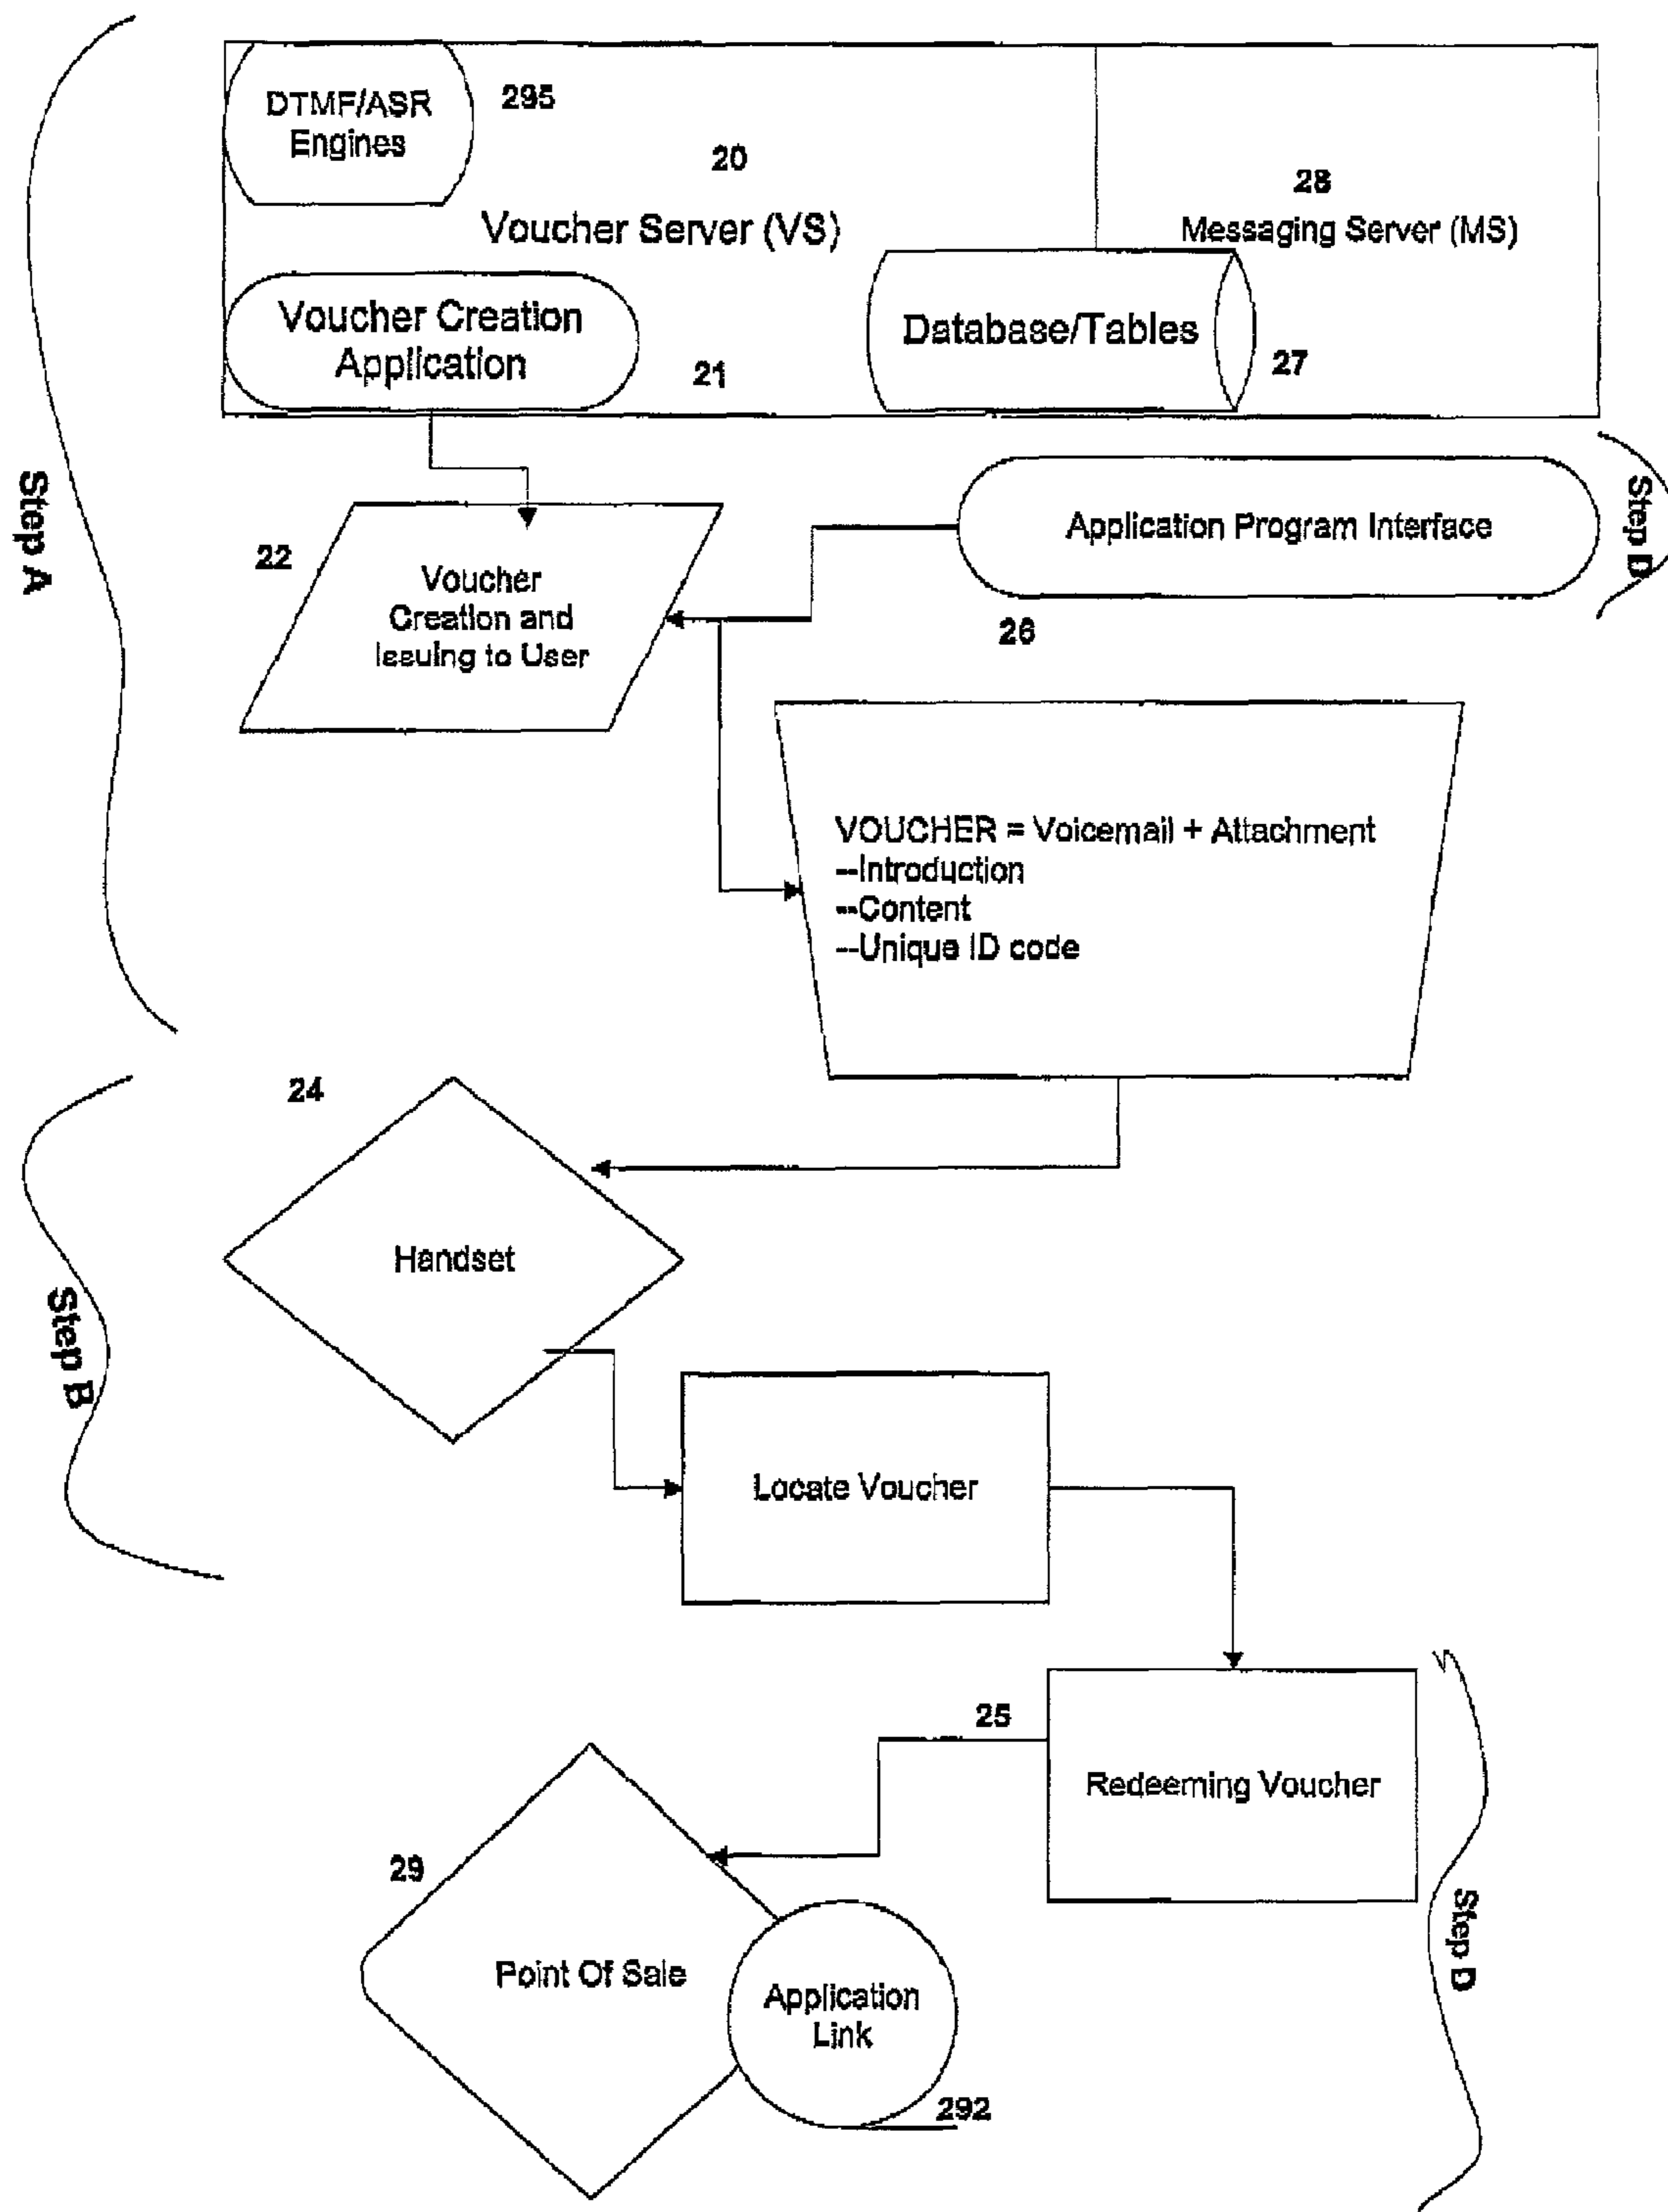 DTMF/ASR
Engines
295
20
28
Voucher Server (VS)
Messaging Server (MS)
Voucher Creation
Application
21
Database/Tables
27
Step A
Step D
Application Program Interface
22
Voucher
Creation and
Issuing to User
26
VOUCHER = Voicemail + Attachment
--Introduction
--Content
--Unique ID code
24
Handset
Step B
Locate Voucher
25
Redeeming Voucher
29
Point Of Sale
Application
Link
292
Step D